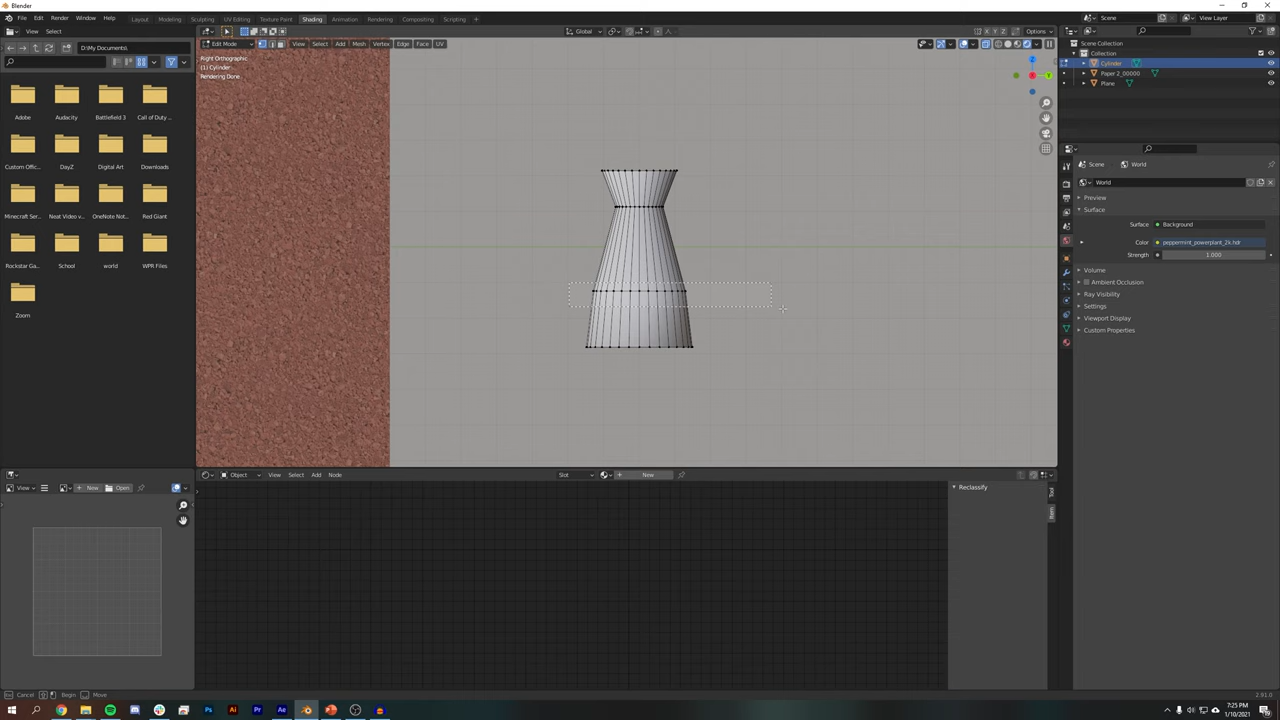 Blender
File Edit Render Window Help Layout Modeling Sculpting UV Editing Texture Paint Shading Animation Rendering Compositing Scripting Scene View Layer
View Select Global Options
D:\My Documents\ Edit Mode View Select Add Mesh Vertex Edge Face UV
Scene Collection
Collection
Cylinder
Paper 2_00000
Plane
Right Orthographic
(1) Cylinder
Rendering Done
Adobe Audacity Battlefield 3 Call of Duty ...
Custom Offic... DayZ Digital Art Downloads
Minecraft Ser... Neat Video v... OneNote Not... Red Giant
Rockstar Ga... School world WPR Files
Zoom
Scene World
World
Preview
Surface
Surface Background
Color peppermint_powerplant_2k.hdr
Strength 1.000
Volume
Ambient Occlusion
Ray Visibility
Settings
Viewport Display
Custom Properties
Object View Select Add Node Slot New
View New Open
Reclassify
Tool
Item
Cancel Begin Move 2.91.0
7:25 PM
1/10/2021